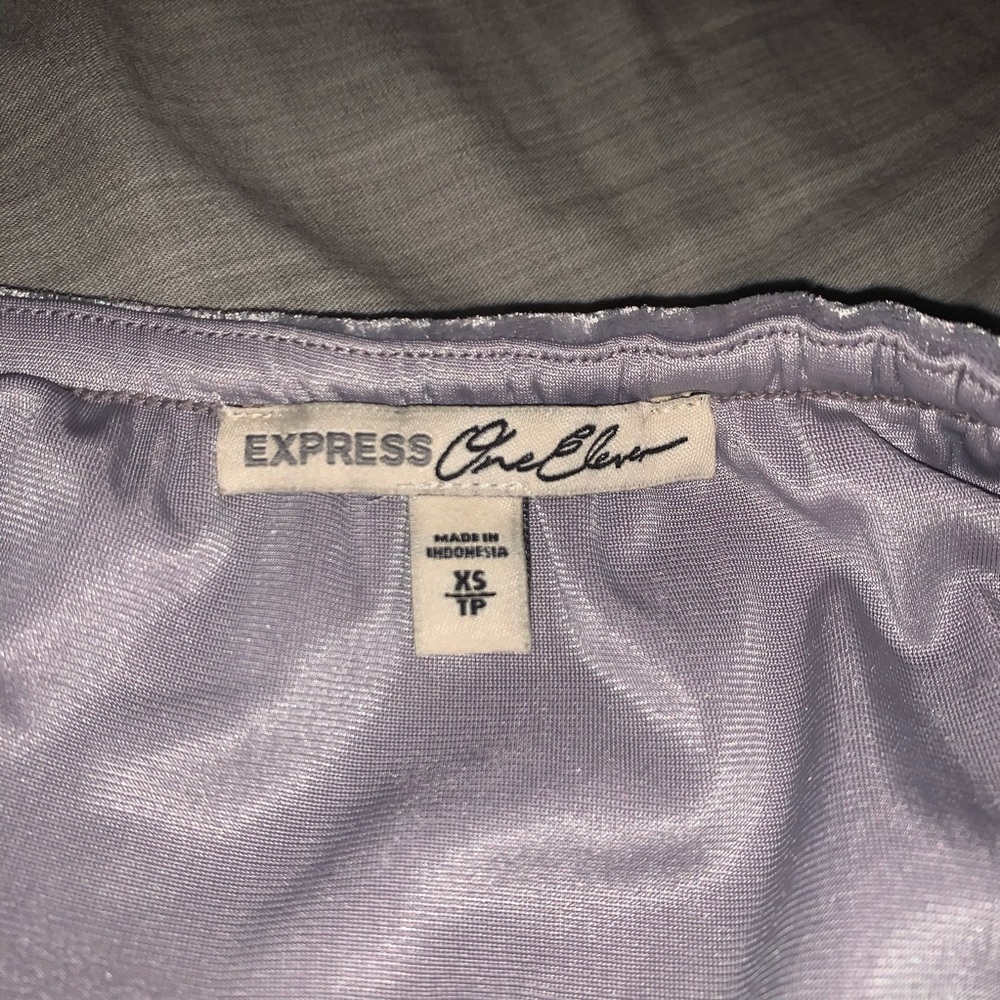 EXPRESS One Eleven
MADE IN
INDONESIA
XS
TP